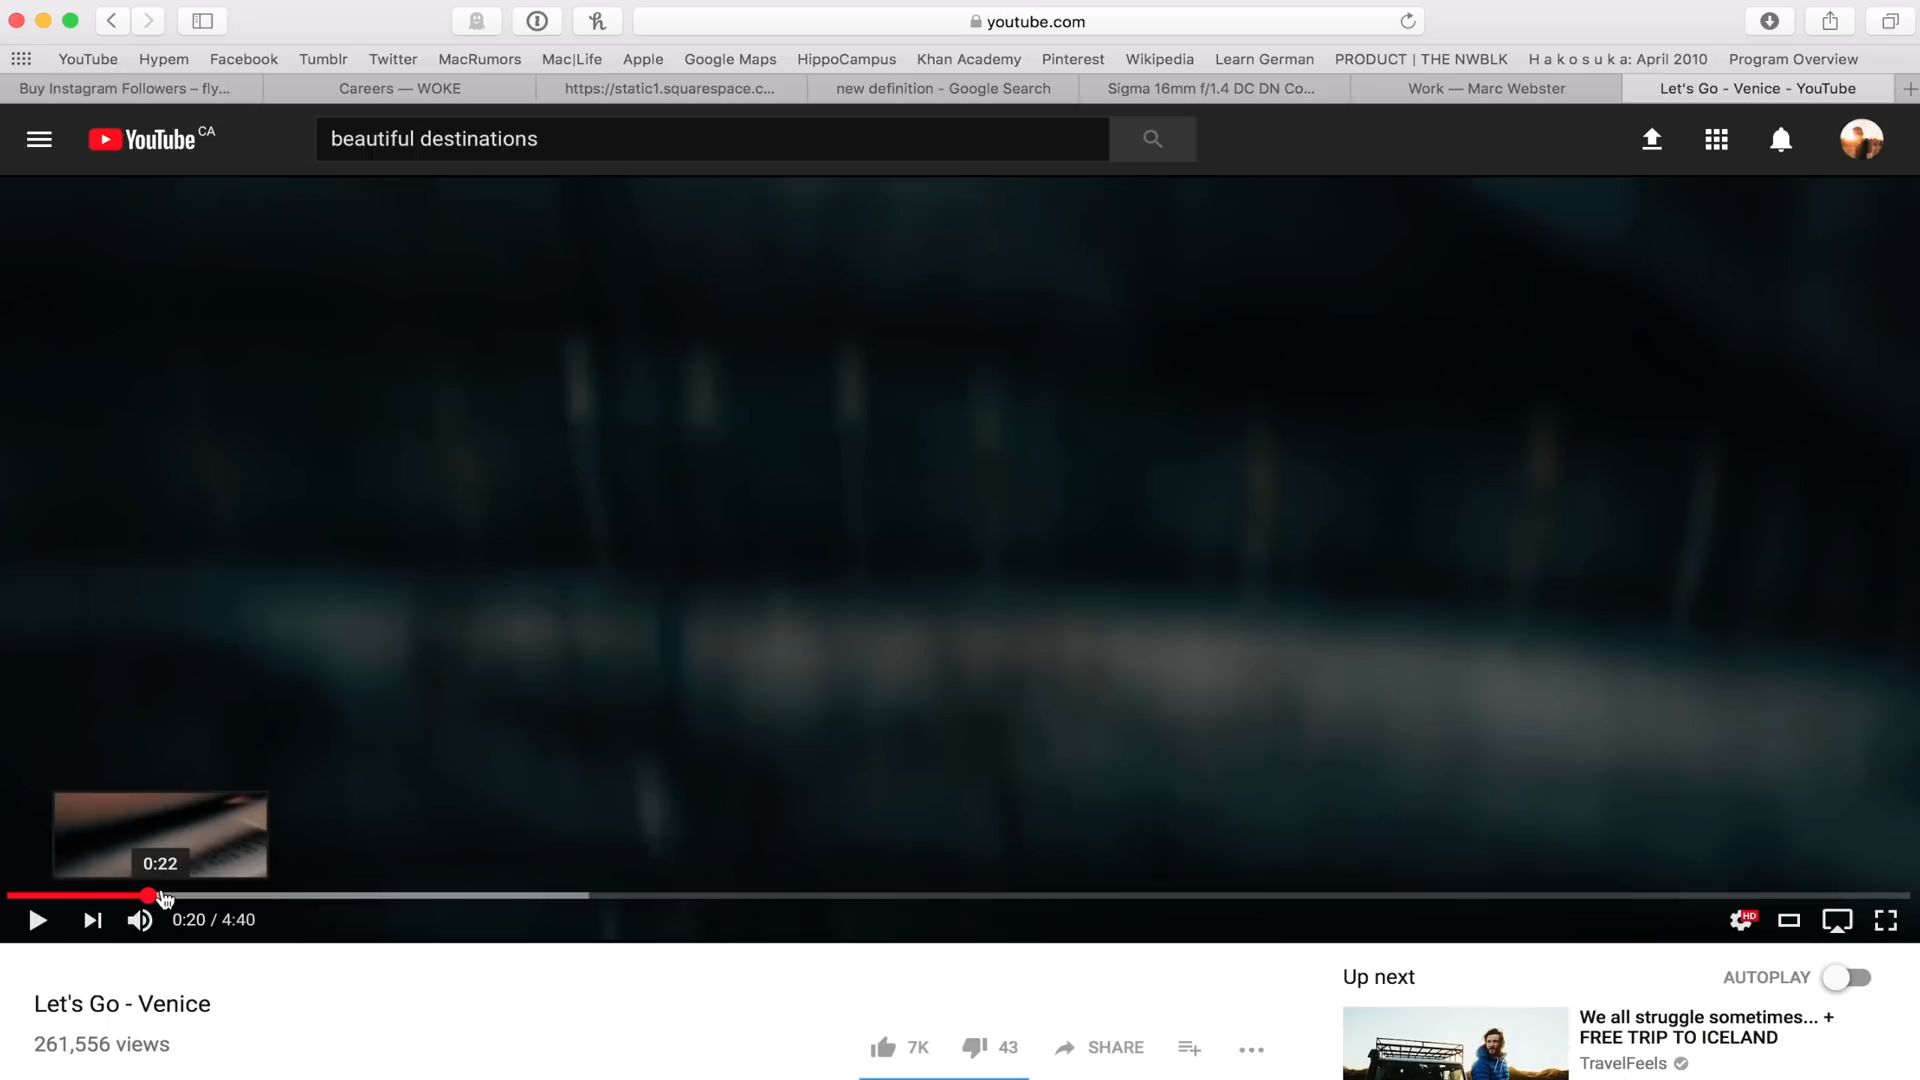 youtube.com
YouTube Hypem Facebook Tumblr Twitter MacRumors Mac|Life Apple Google Maps HippoCampus Khan Academy Pinterest Wikipedia Learn German PRODUCT | THE NWBLK H a k o s u k a: April 2010 Program Overview
Buy Instagram Followers – fly... Careers — WOKE https://static1.squarespace.c... new definition - Google Search Sigma 16mm f/1.4 DC DN Co... Work — Marc Webster Let's Go - Venice - YouTube
YouTube CA beautiful destinations
0:22
0:20 / 4:40 HD
Up next AUTOPLAY
Let's Go - Venice
261,556 views
7K 43 SHARE
We all struggle sometimes... +
FREE TRIP TO ICELAND
TravelFeels